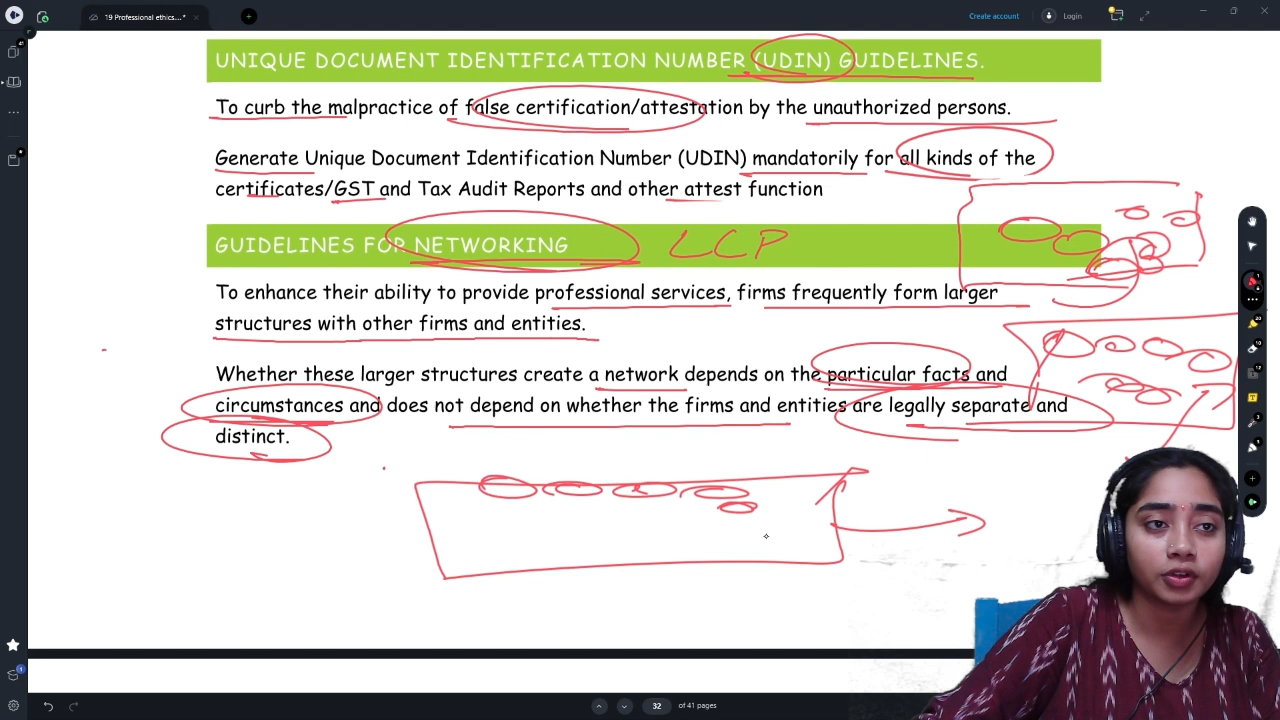 19 Professional ethics....*
Create account
Login
UNIQUE DOCUMENT IDENTIFICATION NUMBER (UDIN) GUIDELINES.
To curb the malpractice of false certification/attestation by the unauthorized persons.
Generate Unique Document Identification Number (UDIN) mandatorily for all kinds of the
certificates/GST and Tax Audit Reports and other attest function
GUIDELINES FOR NETWORKING LCP
To enhance their ability to provide professional services, firms frequently form larger
structures with other firms and entities.
Whether these larger structures create a network depends on the particular facts and
circumstances and does not depend on whether the firms and entities are legally separate and
distinct.
32 of 41 pages